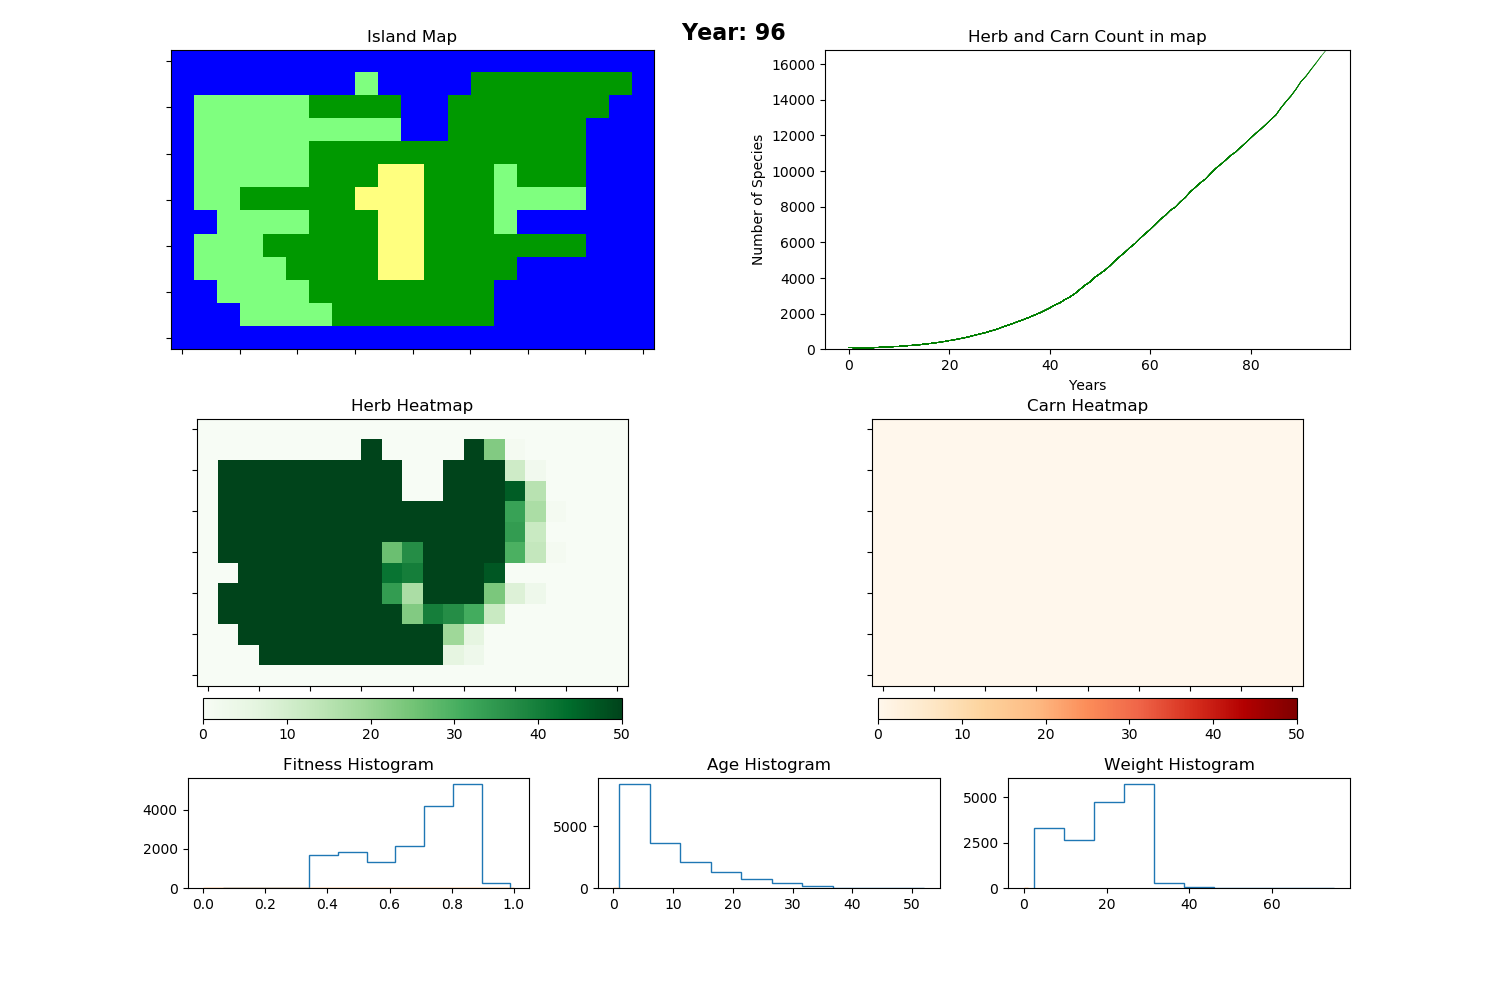 Year: 96
Island Map
Herb and Carn Count in map
16000
14000
12000
10000
8000
6000
4000
2000
0
Number of Species
0 20 40 60 80
Years
Herb Heatmap
Carn Heatmap
0 10 20 30 40 50
0 10 20 30 40 50
Fitness Histogram
Age Histogram
Weight Histogram
4000
2000
0
0.0 0.2 0.4 0.6 0.8 1.0
5000
0
0 10 20 30 40 50
5000
2500
0
0 20 40 60